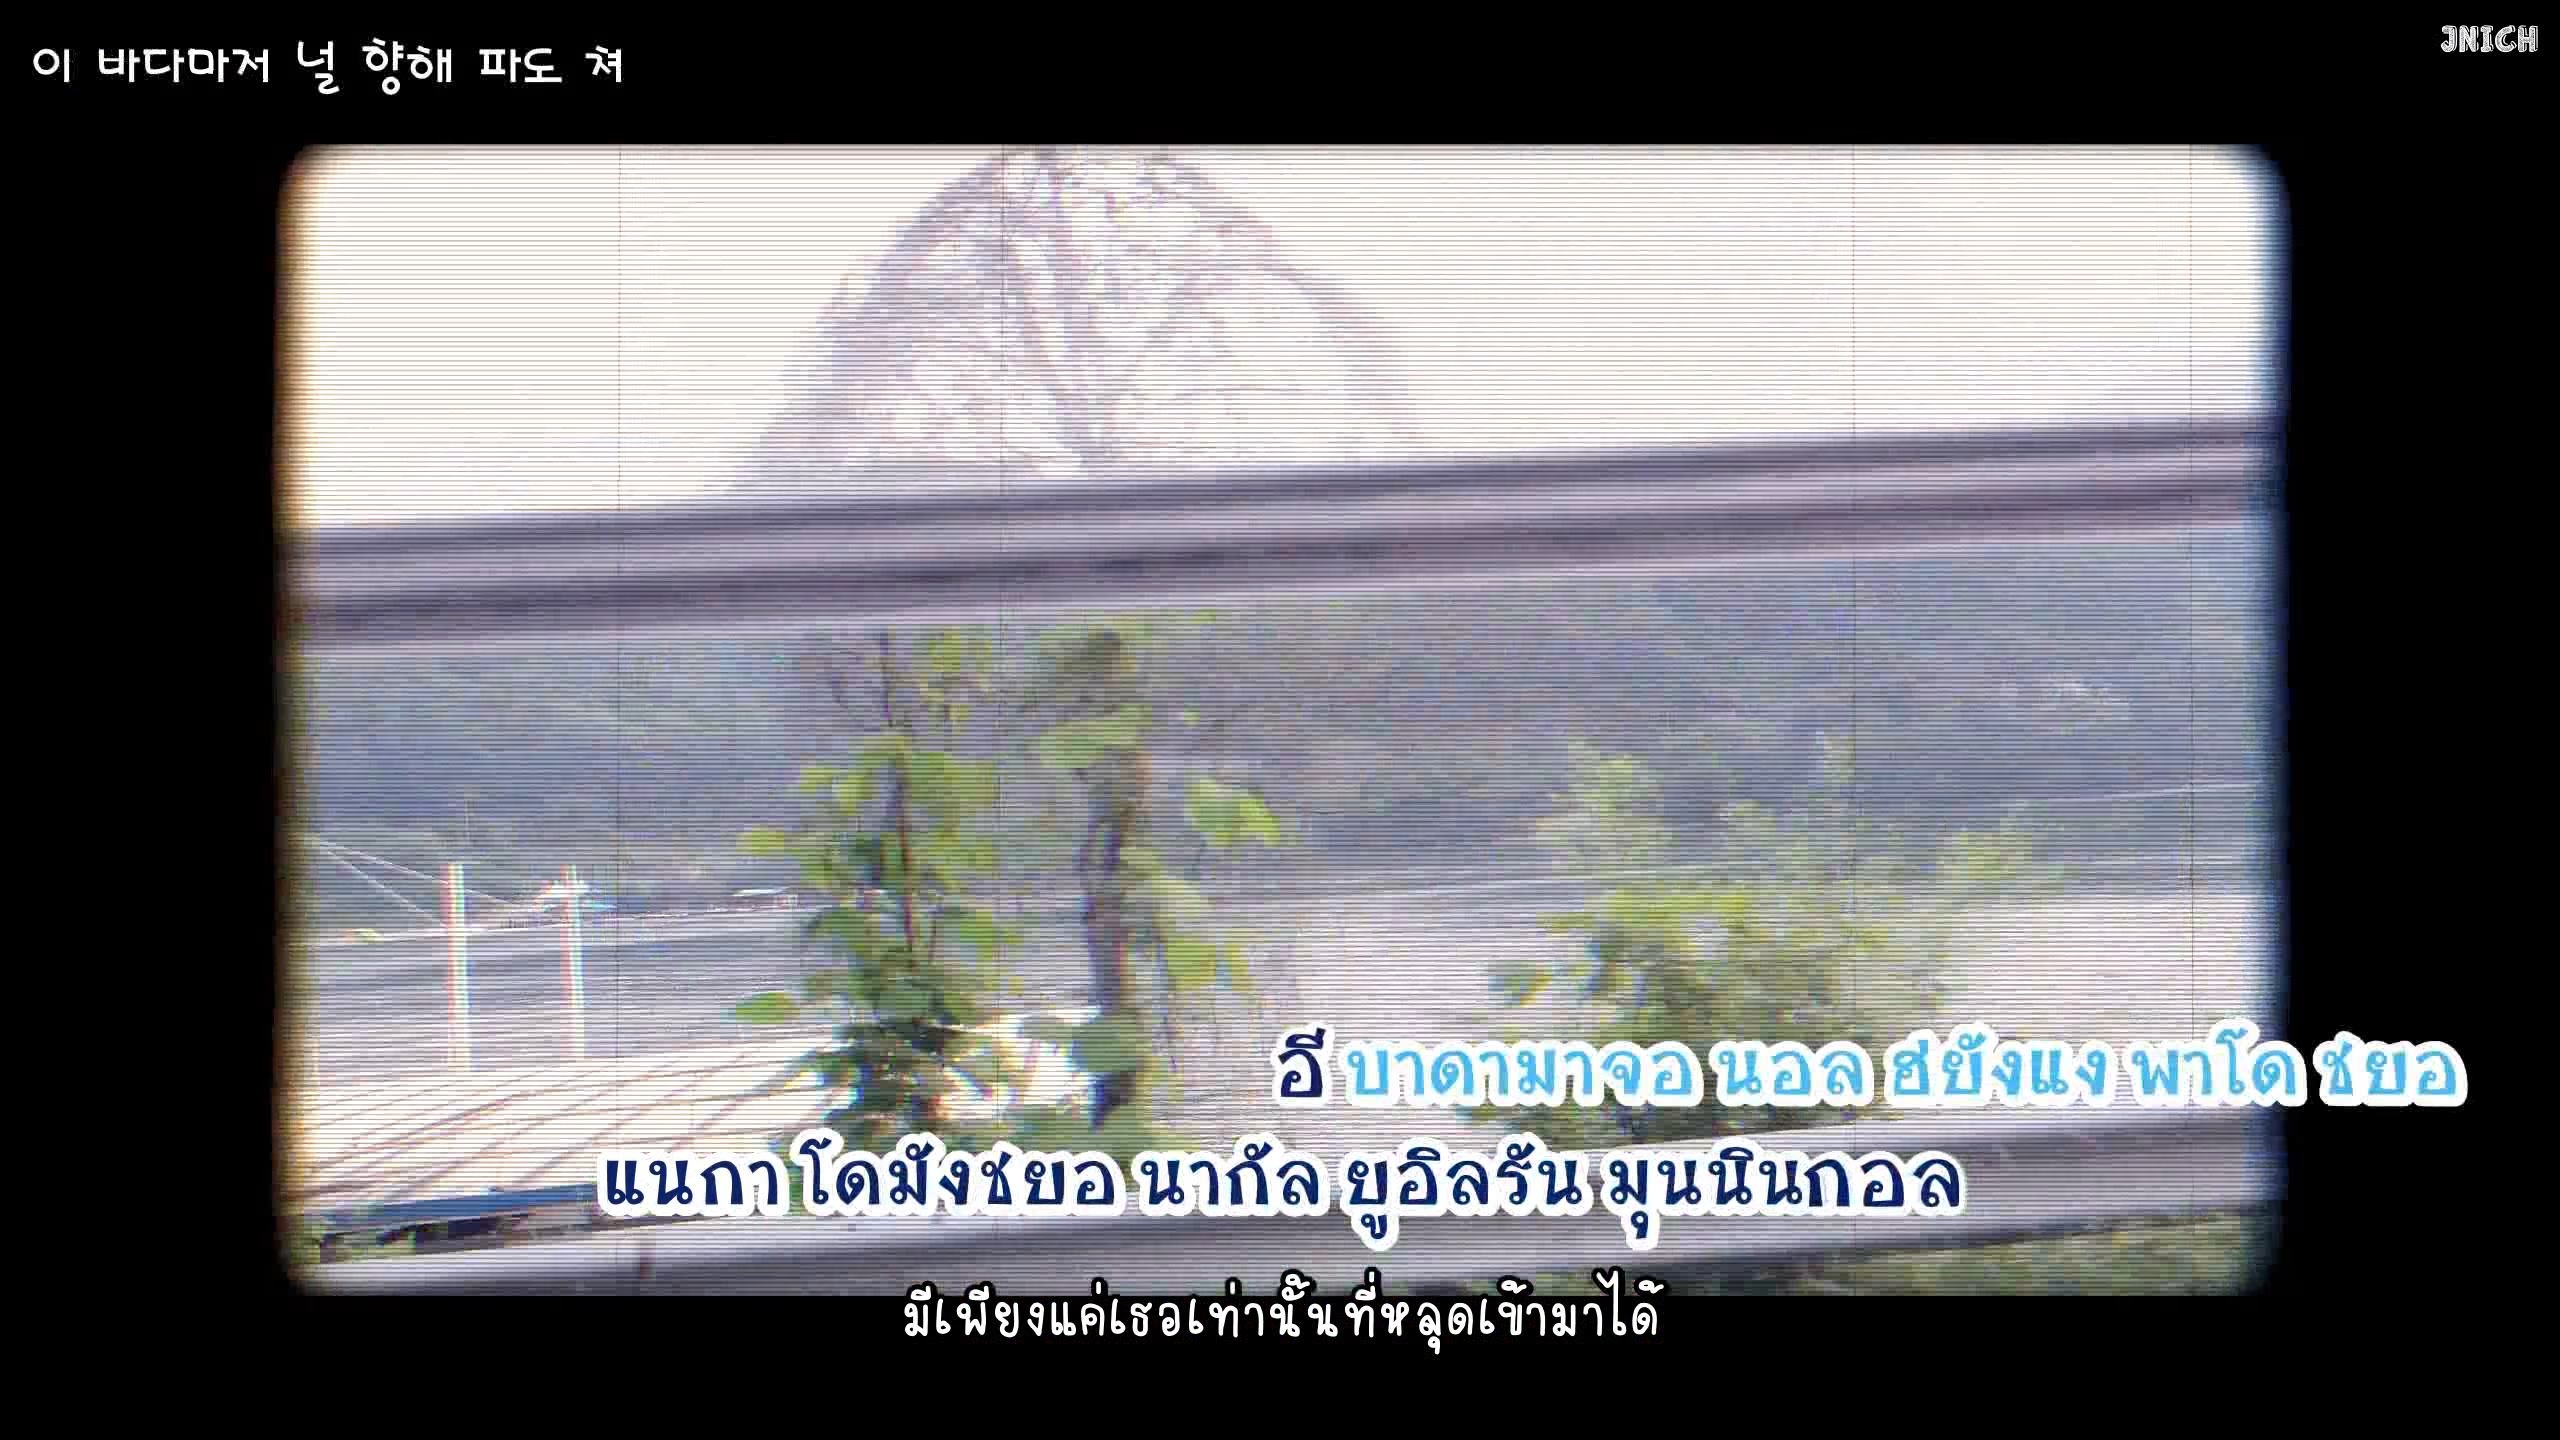 이 바다마저 널 향해 파도 쳐
JNICH
อี บาดามาจอ นอล ฮยังแง พาโด ชยอ
แนกา โดมังชยอ นากัล ยูอิลรัน มุนนินกอล
มีเพียงแค่เธอเท่านั้นที่หลุดเข้ามาได้